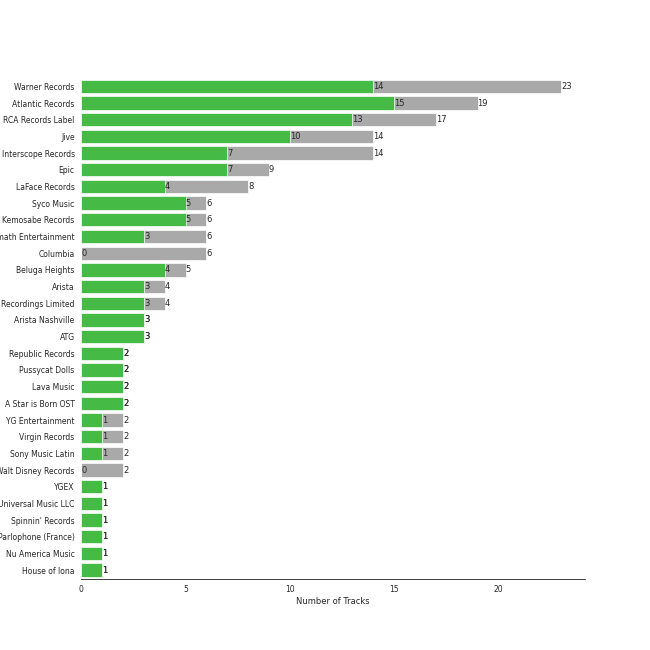 Warner Records 14 23
Atlantic Records 15 19
RCA Records Label 13 17
Jive 10 14
Interscope Records 7 14
Epic 7 9
LaFace Records 4 8
Syco Music 5 6
Kemosabe Records 5 6
math Entertainment 3 6
Columbia 0 6
Beluga Heights 4 5
Arista 3 4
Recordings Limited 3 4
Arista Nashville 3
ATG 3
Republic Records 2
Pussycat Dolls 2
Lava Music 2
A Star is Born OST 2
YG Entertainment 1 2
Virgin Records 1 2
Sony Music Latin 1 2
Walt Disney Records 0 2
YGEX 1
Universal Music LLC 1
Spinnin' Records 1
Parlophone (France) 1
Nu America Music 1
House of Iona 1
0 5 10 15 20
Number of Tracks